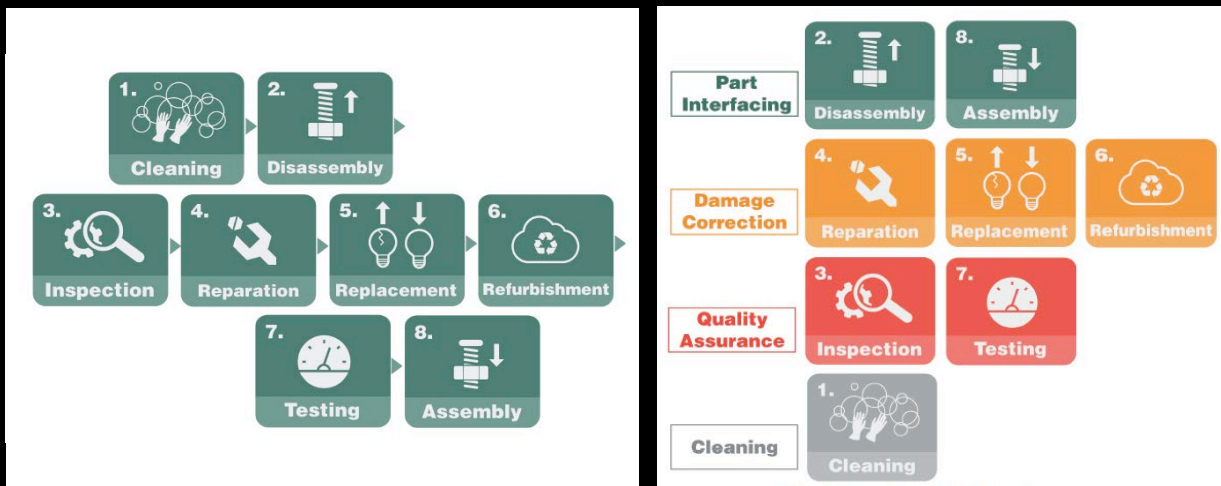 1.
Cleaning
2.
Disassembly
3.
Inspection
4.
Reparation
5.
Replacement
6.
Refurbishment
7.
Testing
8.
Assembly
Part
Interfacing
2.
Disassembly
8.
Assembly
Damage
Correction
4.
Reparation
5.
Replacement
6.
Refurbishment
Quality
Assurance
3.
Inspection
7.
Testing
Cleaning
1.
Cleaning